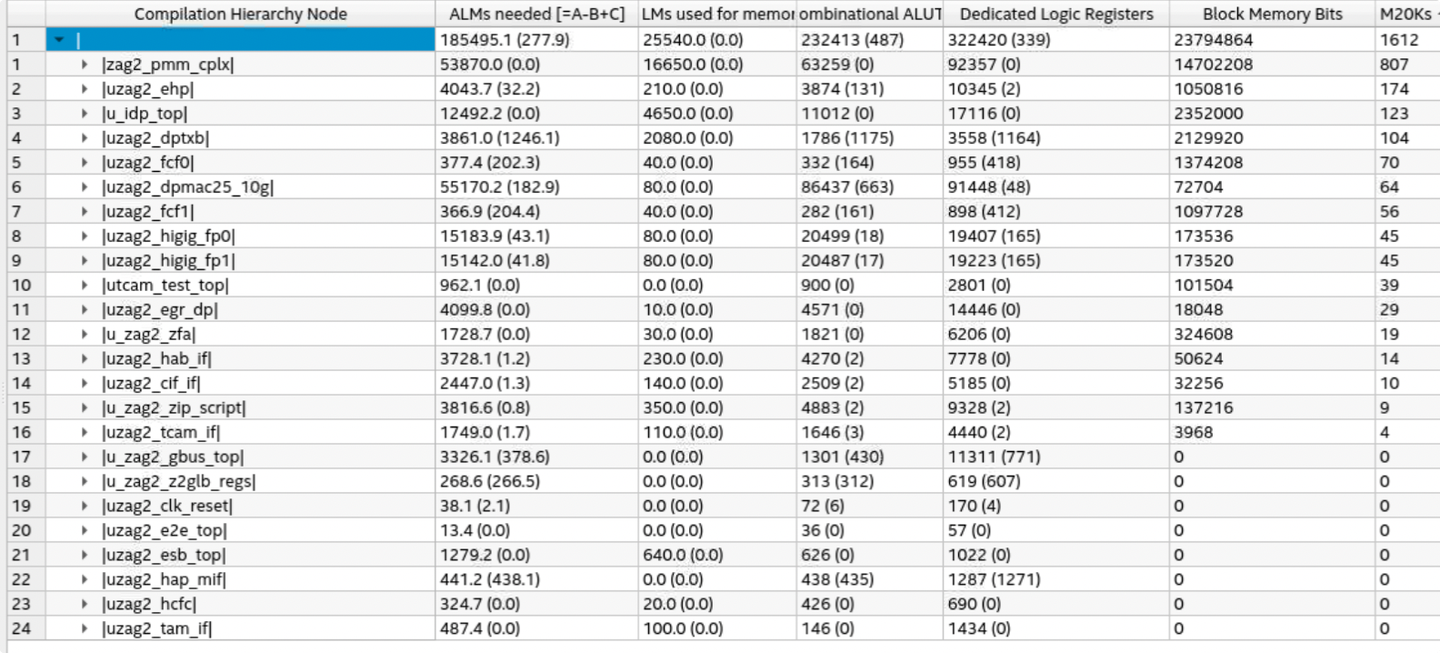 Compilation Hierarchy Node ALMs needed [=A-B+C] LMs used for memor ombinational ALUT Dedicated Logic Registers Block Memory Bits M20Ks
1 | 185495.1 (277.9) 25540.0 (0.0) 232413 (487) 322420 (339) 23794864 1612
1 |zag2_pmm_cplx| 53870.0 (0.0) 16650.0 (0.0) 63259 (0) 92357 (0) 14702208 807
2 |uzag2_ehp| 4043.7 (32.2) 210.0 (0.0) 3874 (131) 10345 (2) 1050816 174
3 |u_idp_top| 12492.2 (0.0) 4650.0 (0.0) 11012 (0) 17116 (0) 2352000 123
4 |uzag2_dptxb| 3861.0 (1246.1) 2080.0 (0.0) 1786 (1175) 3558 (1164) 2129920 104
5 |uzag2_fcf0| 377.4 (202.3) 40.0 (0.0) 332 (164) 955 (418) 1374208 70
6 |uzag2_dpmac25_10g| 55170.2 (182.9) 80.0 (0.0) 86437 (663) 91448 (48) 72704 64
7 |uzag2_fcf1| 366.9 (204.4) 40.0 (0.0) 282 (161) 898 (412) 1097728 56
8 |uzag2_higig_fp0| 15183.9 (43.1) 80.0 (0.0) 20499 (18) 19407 (165) 173536 45
9 |uzag2_higig_fp1| 15142.0 (41.8) 80.0 (0.0) 20487 (17) 19223 (165) 173520 45
10 |utcam_test_top| 962.1 (0.0) 0.0 (0.0) 900 (0) 2801 (0) 101504 39
11 |uzag2_egr_dp| 4099.8 (0.0) 10.0 (0.0) 4571 (0) 14446 (0) 18048 29
12 |u_zag2_zfa| 1728.7 (0.0) 30.0 (0.0) 1821 (0) 6206 (0) 324608 19
13 |uzag2_hab_if| 3728.1 (1.2) 230.0 (0.0) 4270 (2) 7778 (0) 50624 14
14 |uzag2_cif_if| 2447.0 (1.3) 140.0 (0.0) 2509 (2) 5185 (0) 32256 10
15 |u_zag2_zip_script| 3816.6 (0.8) 350.0 (0.0) 4883 (2) 9328 (2) 137216 9
16 |uzag2_tcam_if| 1749.0 (1.7) 110.0 (0.0) 1646 (3) 4440 (2) 3968 4
17 |u_zag2_gbus_top| 3326.1 (378.6) 0.0 (0.0) 1301 (430) 11311 (771) 0 0
18 |u_zag2_z2glb_regs| 268.6 (266.5) 0.0 (0.0) 313 (312) 619 (607) 0 0
19 |uzag2_clk_reset| 38.1 (2.1) 0.0 (0.0) 72 (6) 170 (4) 0 0
20 |uzag2_e2e_top| 13.4 (0.0) 0.0 (0.0) 36 (0) 57 (0) 0 0
21 |uzag2_esb_top| 1279.2 (0.0) 640.0 (0.0) 626 (0) 1022 (0) 0 0
22 |uzag2_hap_mif| 441.2 (438.1) 0.0 (0.0) 438 (435) 1287 (1271) 0 0
23 |uzag2_hcfc| 324.7 (0.0) 20.0 (0.0) 426 (0) 690 (0) 0 0
24 |uzag2_tam_if| 487.4 (0.0) 100.0 (0.0) 146 (0) 1434 (0) 0 0